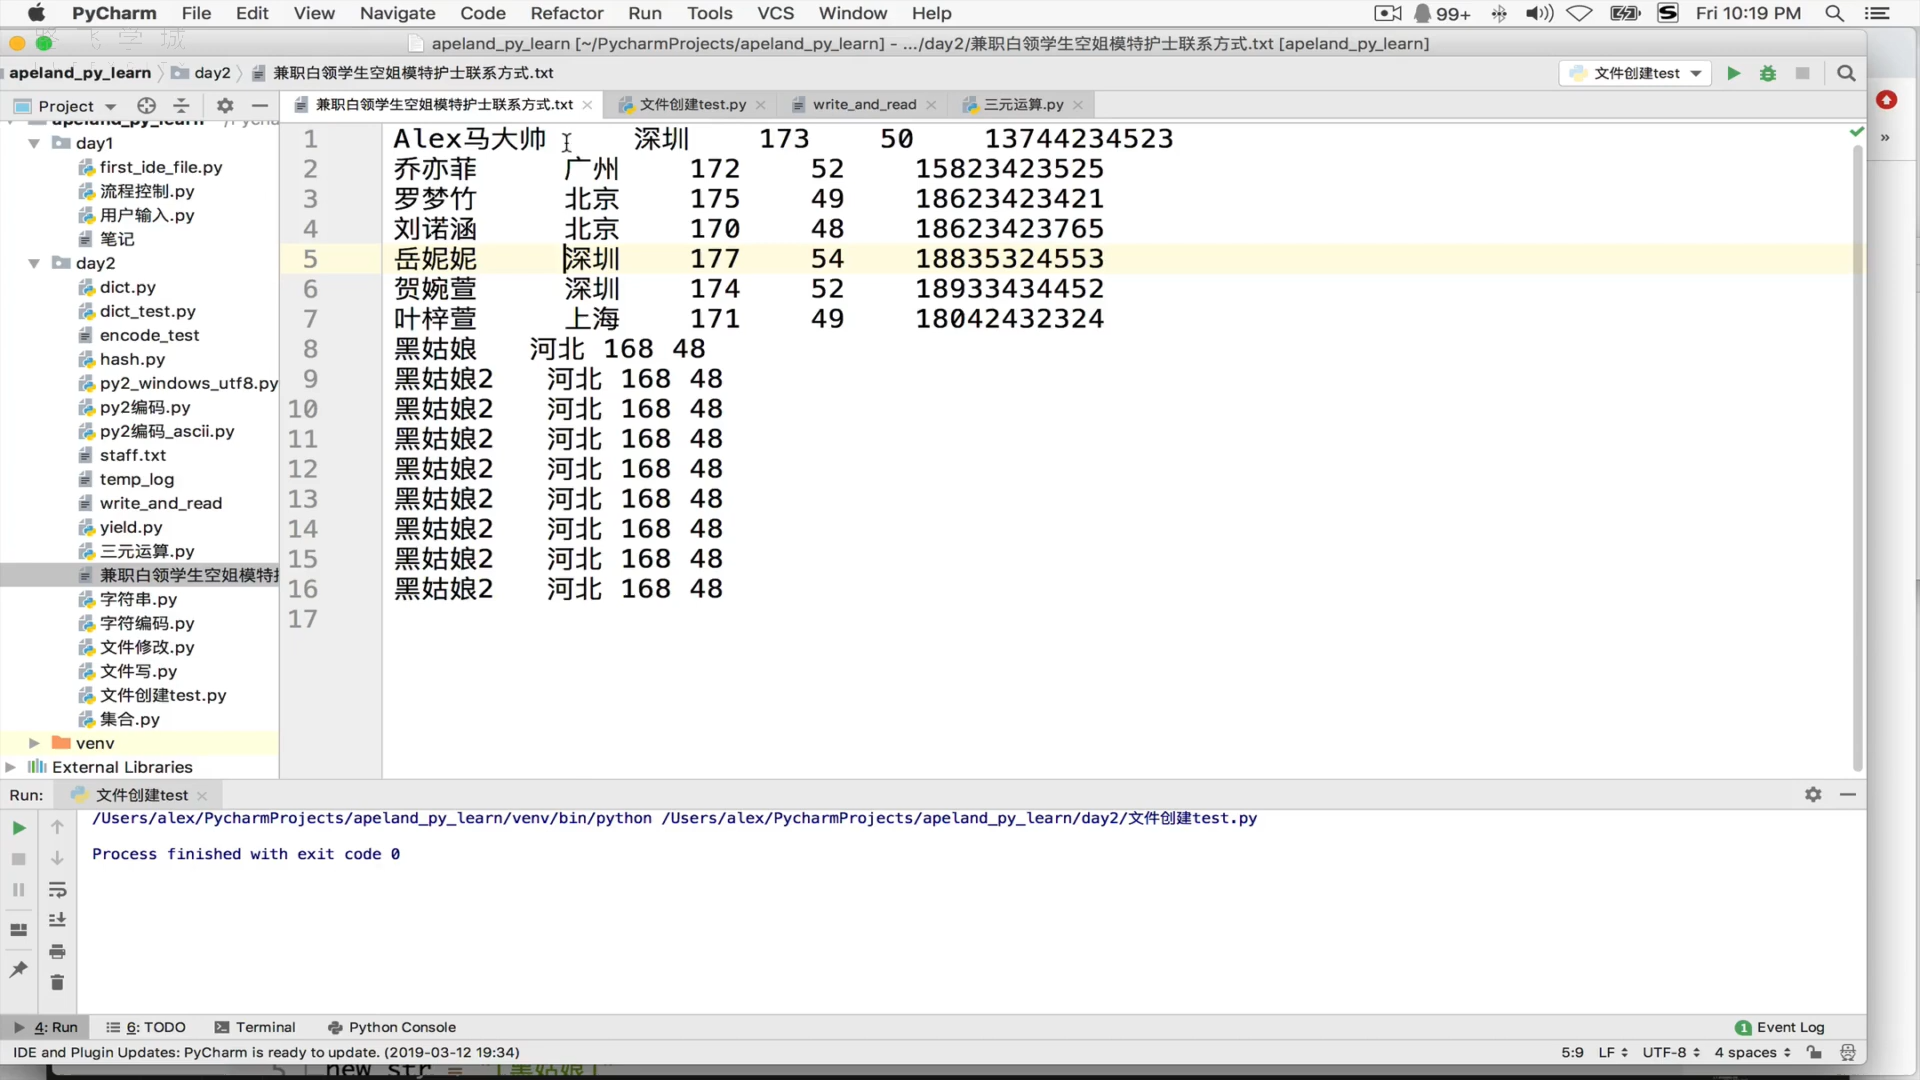 PyCharm File Edit View Navigate Code Refactor Run Tools VCS Window Help 99+ Fri 10:19 PM
apeland_py_learn [~/PycharmProjects/apeland_py_learn] - .../day2/兼职白领学生空姐模特护士联系方式.txt [apeland_py_learn]
apeland_py_learn day2 兼职白领学生空姐模特护士联系方式.txt 文件创建test
Project 兼职白领学生空姐模特护士联系方式.txt 文件创建test.py write_and_read 三元运算.py
day1
first_ide_file.py
流程控制.py
用户输入.py
笔记
day2
dict.py
dict_test.py
encode_test
hash.py
py2_windows_utf8.py
py2编码.py
py2编码_ascii.py
staff.txt
temp_log
write_and_read
yield.py
三元运算.py
兼职白领学生空姐模特
字符串.py
字符编码.py
文件修改.py
文件写.py
文件创建test.py
集合.py
venv
External Libraries
1 Alex马大帅 深圳 173 50 13744234523
2 乔亦菲 广州 172 52 15823423525
3 罗梦竹 北京 175 49 18623423421
4 刘诺涵 北京 170 48 18623423765
5 岳妮妮 深圳 177 54 18835324553
6 贺婉萱 深圳 174 52 18933434452
7 叶梓萱 上海 171 49 18042432324
8 黑姑娘 河北 168 48
9 黑姑娘2 河北 168 48
10 黑姑娘2 河北 168 48
11 黑姑娘2 河北 168 48
12 黑姑娘2 河北 168 48
13 黑姑娘2 河北 168 48
14 黑姑娘2 河北 168 48
15 黑姑娘2 河北 168 48
16 黑姑娘2 河北 168 48
17
Run: 文件创建test
/Users/alex/PycharmProjects/apeland_py_learn/venv/bin/python /Users/alex/PycharmProjects/apeland_py_learn/day2/文件创建test.py
Process finished with exit code 0
4: Run 6: TODO Terminal Python Console 1 Event Log
IDE and Plugin Updates: PyCharm is ready to update. (2019-03-12 19:34) 5:9 LF UTF-8 4 spaces